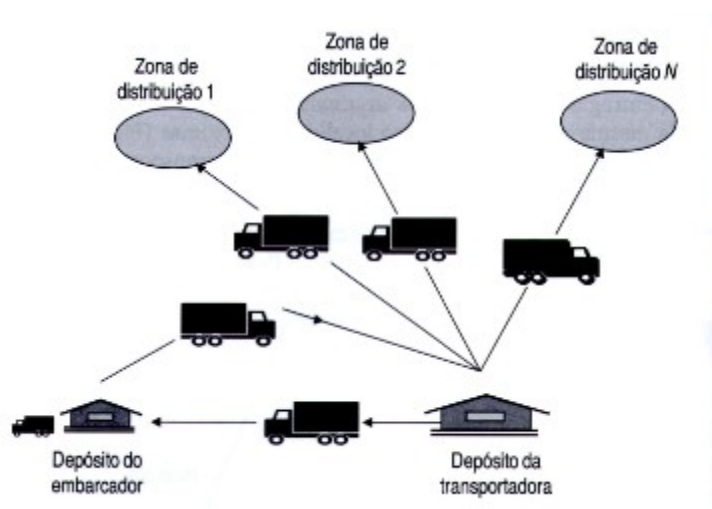 Zona de
distribuição 1
Zona de
distribuição 2
Zona de
distribuição N
Depósito do
embarcador
Depósito da
transportadora